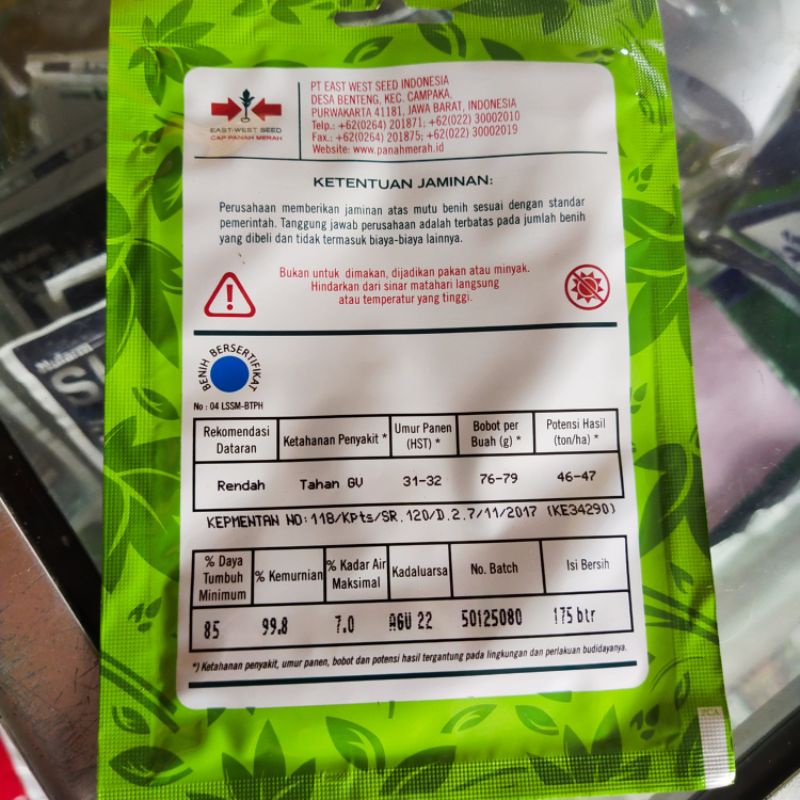 EAST-WEST SEED
CAP PANAH MERAH
PT EAST WEST SEED INDONESIA
DESA BENTENG, KEC. CAMPAKA,
PURWAKARTA 41181, JAWA BARAT, INDONESIA
Telp.: +62(0264) 201871; +62(022) 30002010
Fax.: +62(0264) 201875; +62(022) 30002019
Website: www.panahmerah.id
KETENTUAN JAMINAN:
Perusahaan memberikan jaminan atas mutu benih sesuai dengan standar
pemerintah. Tanggung jawab perusahaan adalah terbatas pada jumlah benih
yang dibeli dan tidak termasuk biaya-biaya lainnya.
Bukan untuk dimakan, dijadikan pakan atau minyak.
Hindarkan dari sinar matahari langsung
atau temperatur yang tinggi.
BENIH BERSERTIFIKAT
No : 04 LSSM-BTPH
Rekomendasi Dataran Ketahanan Penyakit * Umur Panen (HST) * Bobot per Buah (g) * Potensi Hasil (ton/ha) *
Rendah Tahan GV 31-32 76-79 46-47
KEPMENTAN NO:118/KPts/SR.120/D.2.7/11/2017 (KE34290)
% Daya Tumbuh Minimum % Kemurnian % Kadar Air Maksimal Kadaluarsa No. Batch Isi Bersih
85 99.8 7.0 AGU 22 50125080 175 btr
*) Ketahanan penyakit, umur panen, bobot dan potensi hasil tergantung pada lingkungan dan perlakuan budidayanya.